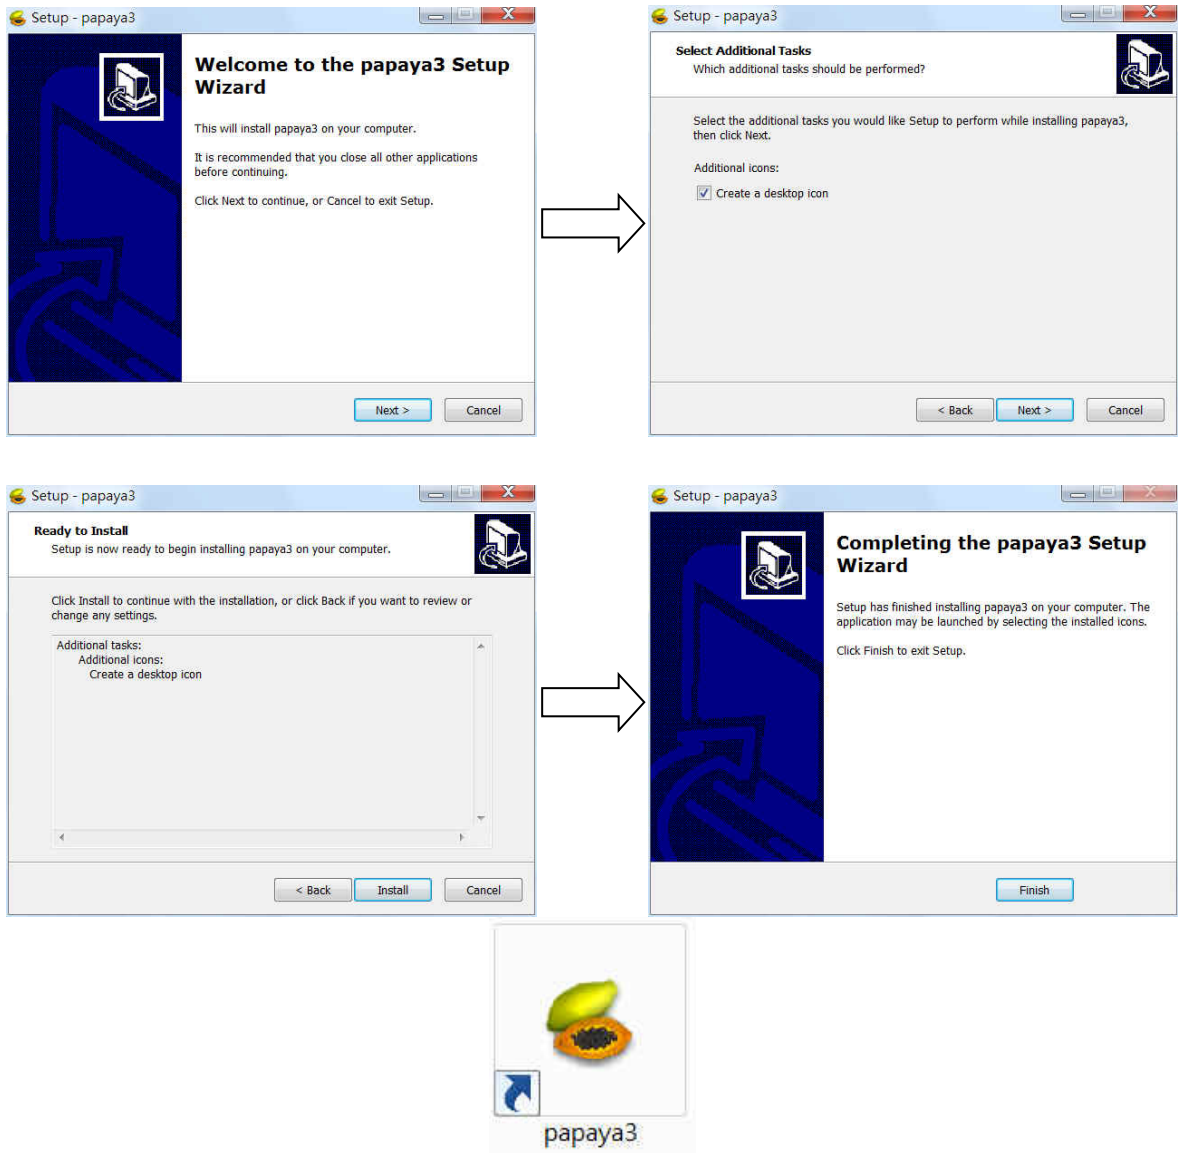 Setup - papaya3
Welcome to the papaya3 Setup
Wizard
This will install papaya3 on your computer.
It is recommended that you close all other applications
before continuing.
Click Next to continue, or Cancel to exit Setup.
Next >
Cancel
Setup - papaya3
Select Additional Tasks
Which additional tasks should be performed?
Select the additional tasks you would like Setup to perform while installing papaya3,
then click Next.
Additional icons:
Create a desktop icon
< Back
Next >
Cancel
Setup - papaya3
Ready to Install
Setup is now ready to begin installing papaya3 on your computer.
Click Install to continue with the installation, or click Back if you want to review or
change any settings.
Additional tasks:
Additional icons:
Create a desktop icon
< Back
Install
Cancel
Setup - papaya3
Completing the papaya3 Setup
Wizard
Setup has finished installing papaya3 on your computer. The
application may be launched by selecting the installed icons.
Click Finish to exit Setup.
Finish
papaya3